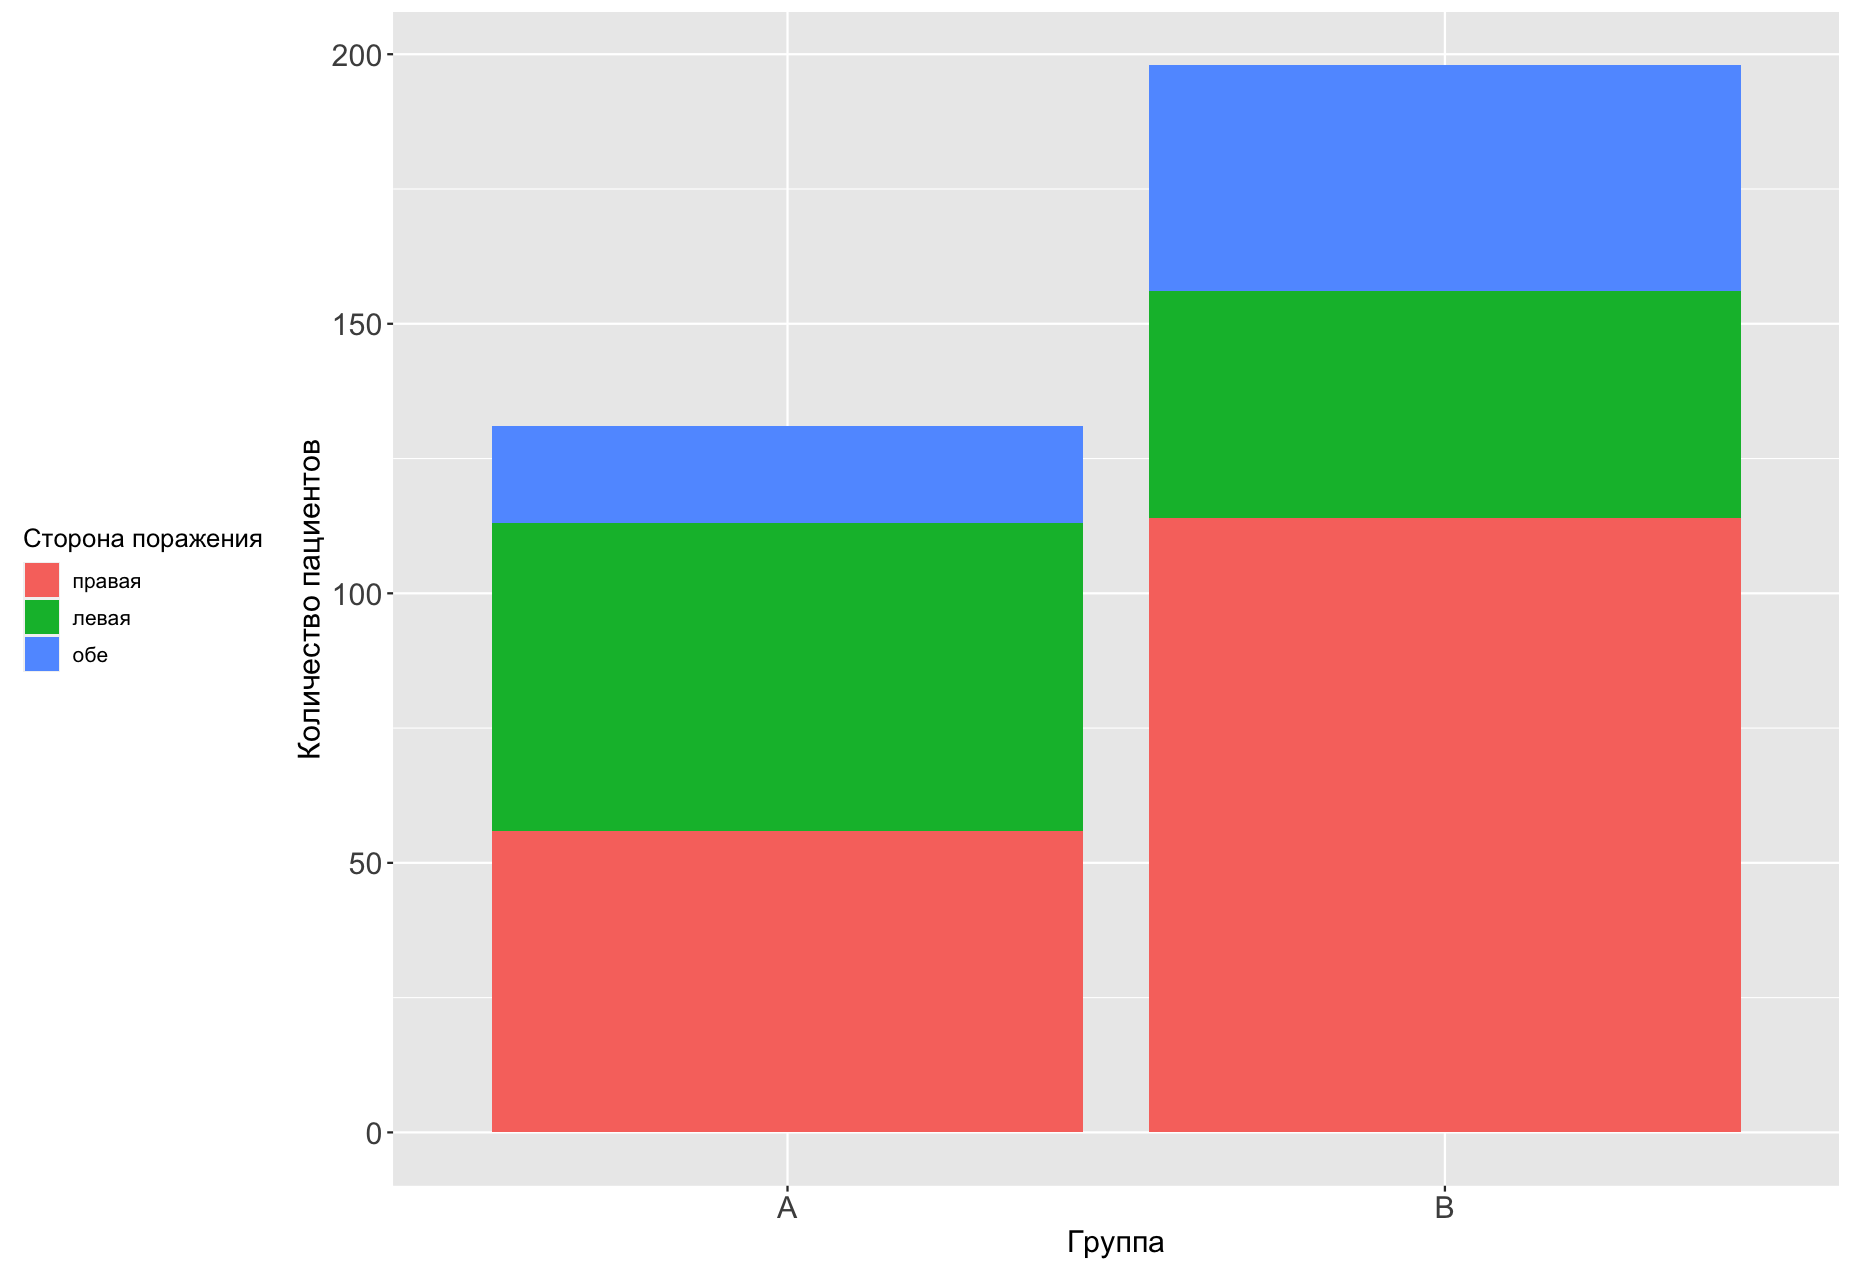 Сторона поражения
правая
левая
обе
Количество пациентов
200
150
100
50
0
A
B
Группа